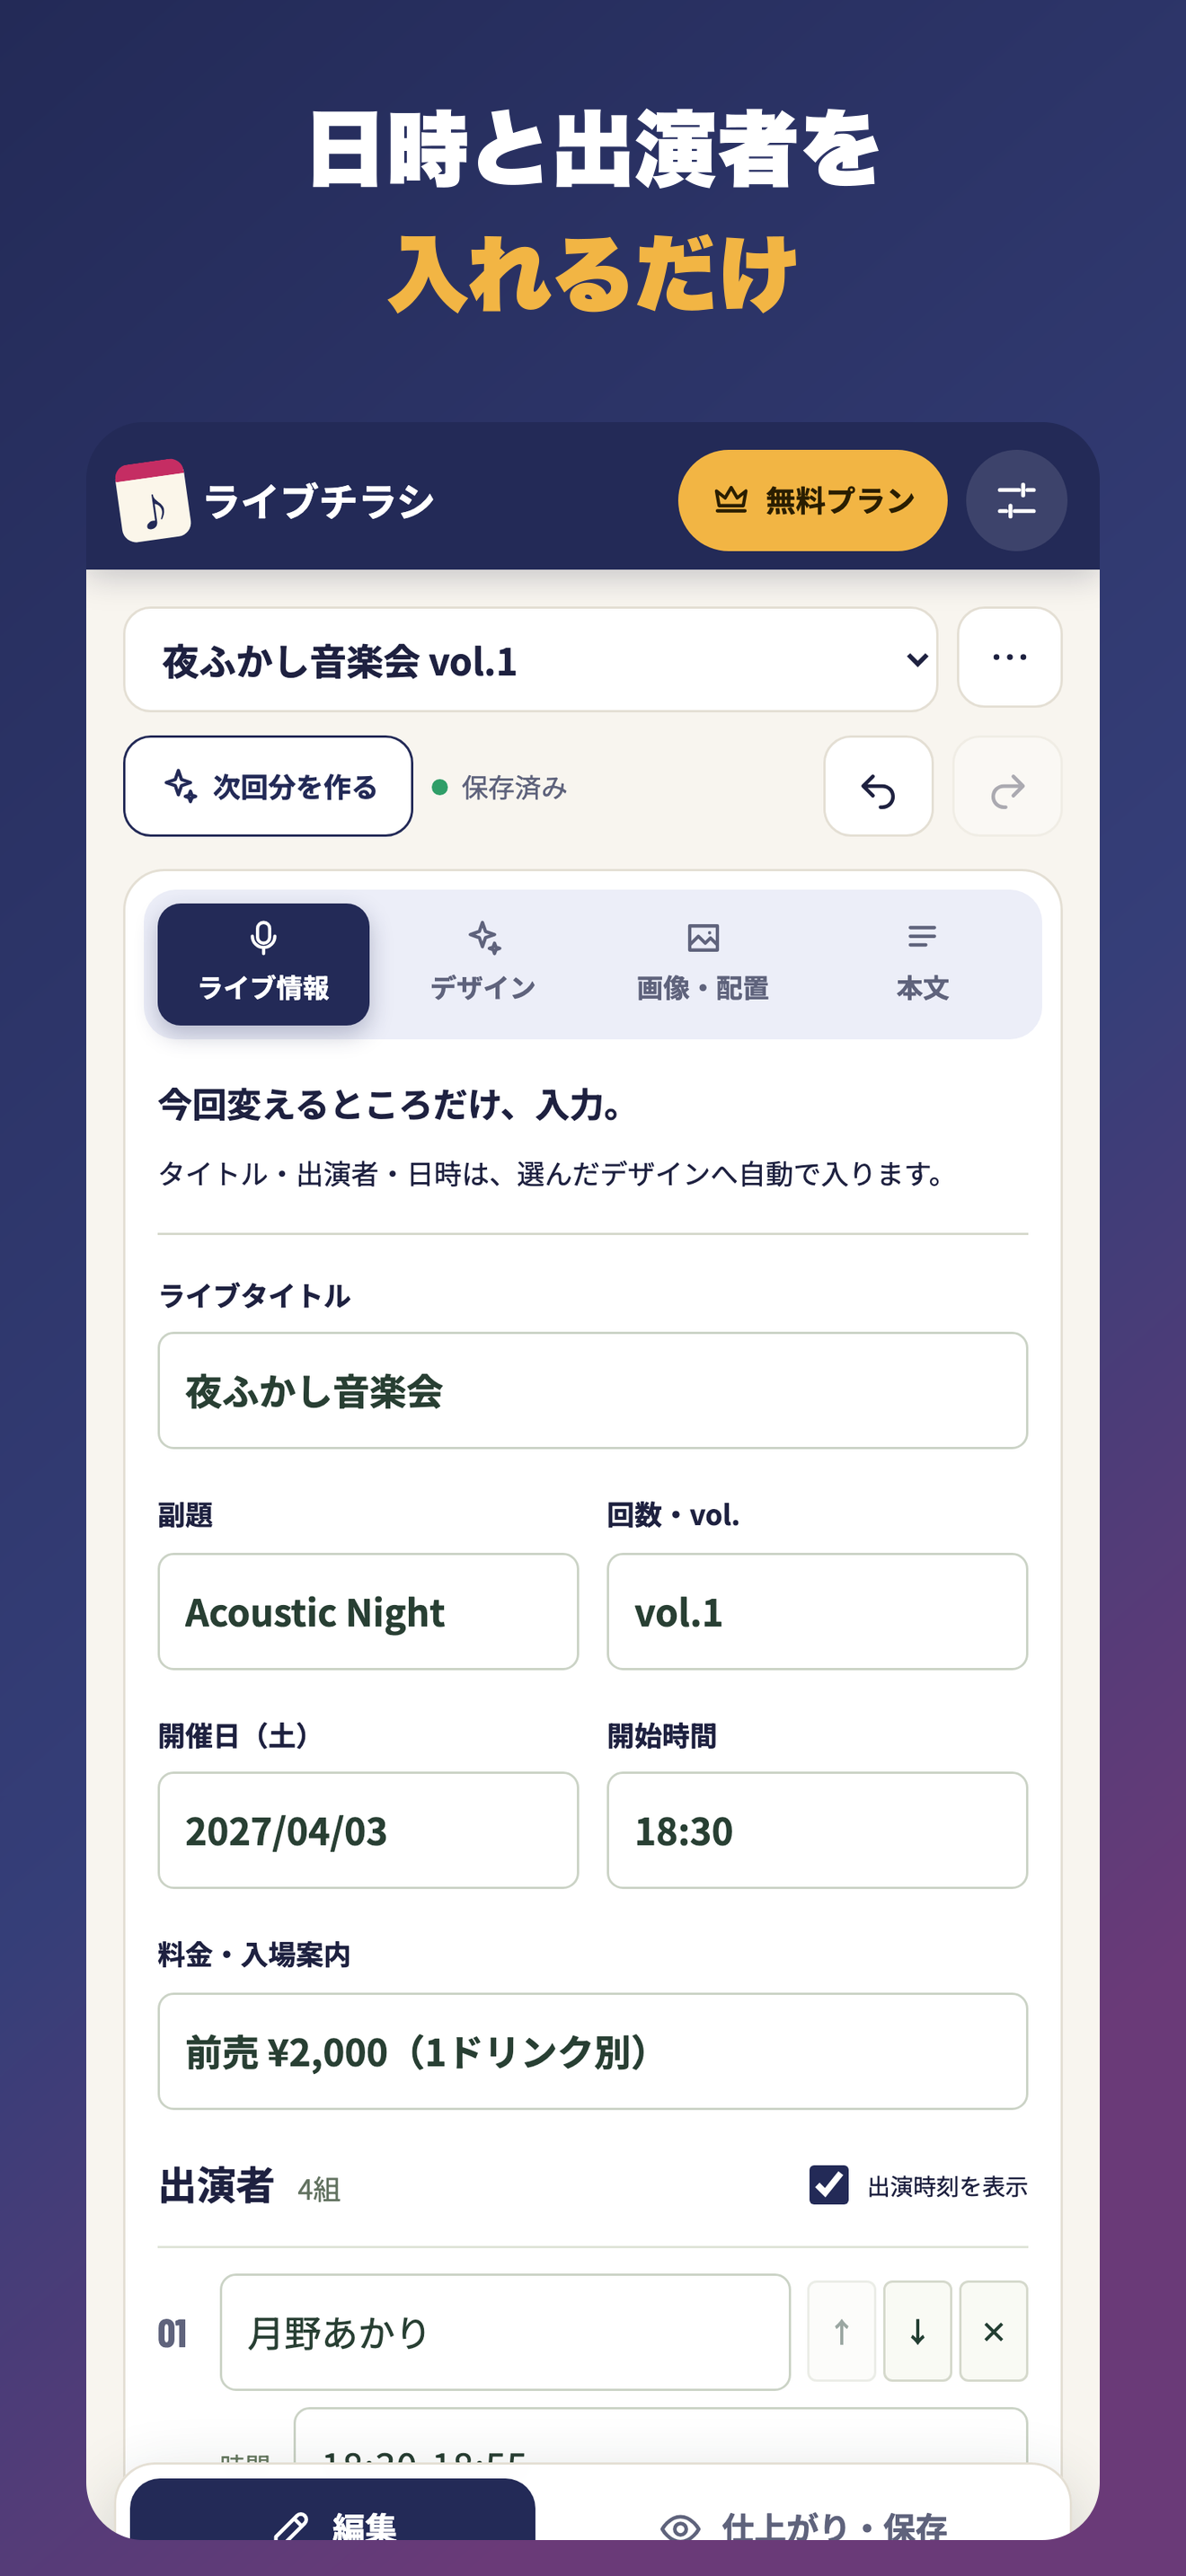 日時と出演者を
入れるだけ
ライブチラシ
無料プラン
夜ふかし音楽会 vol.1
次回分を作る
保存済み
ライブ情報
デザイン
画像・配置
本文
今回変えるところだけ、入力。
タイトル・出演者・日時は、選んだデザインへ自動で入ります。
ライブタイトル
夜ふかし音楽会
副題
回数・vol.
Acoustic Night
vol.1
開催日（土）
開始時間
2027/04/03
18:30
料金・入場案内
前売 ¥2,000（1ドリンク別）
出演者 4組
出演時刻を表示
01
月野あかり
時間
18:30-18:55
編集
仕上がり・保存